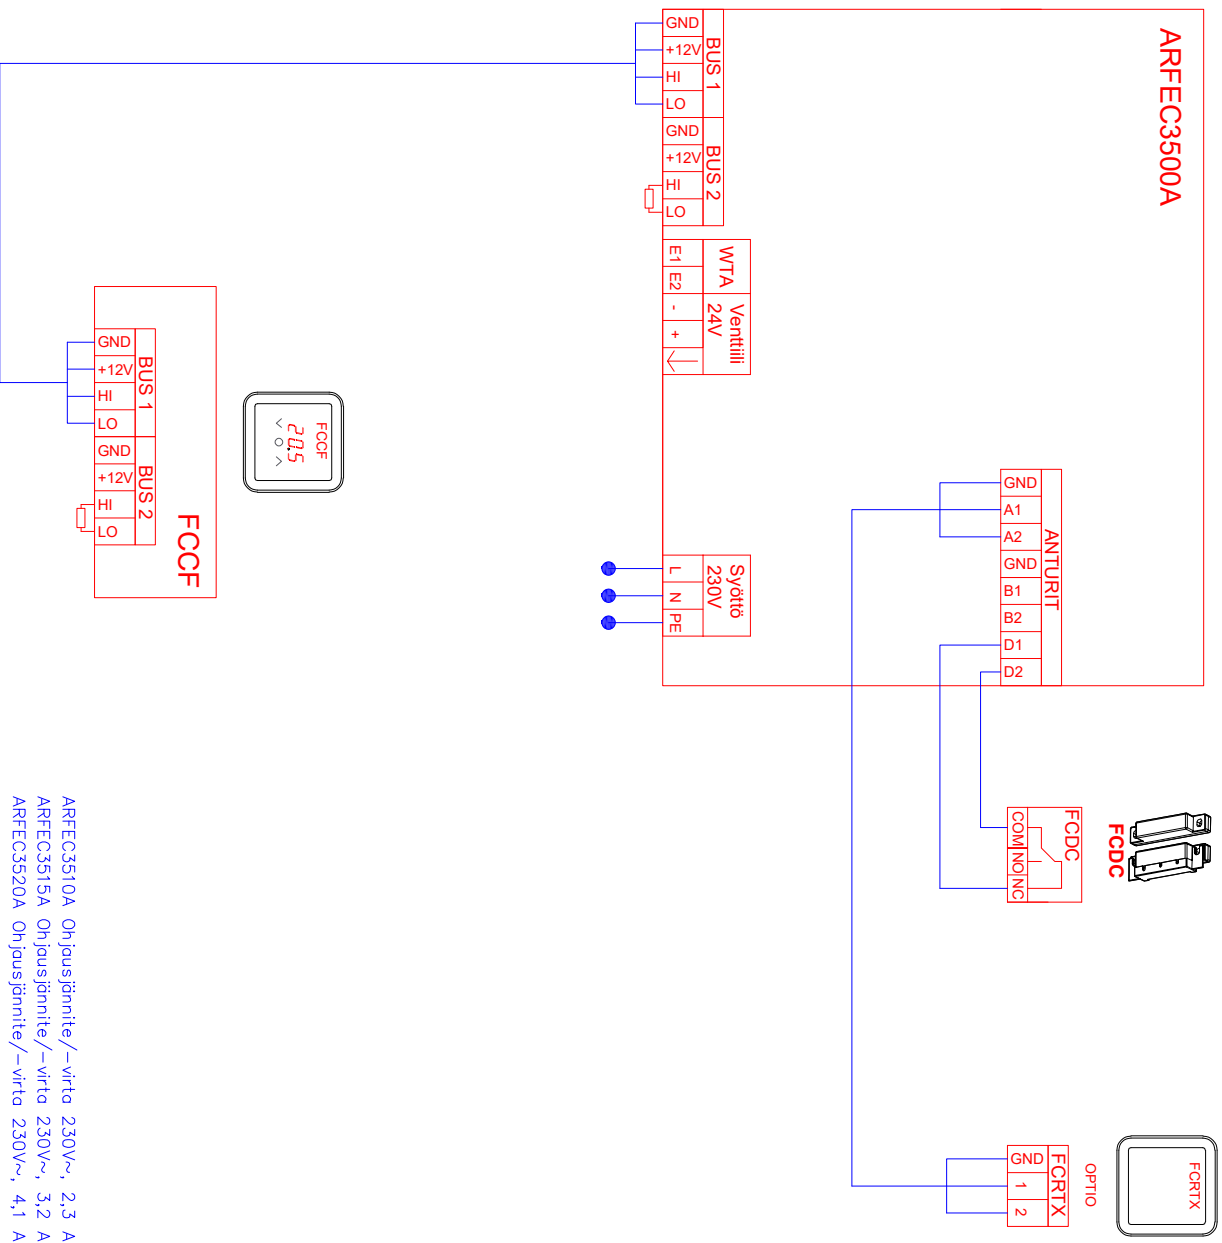 ARFEC3500A
BUS 1
GND
+12V
HI
LO
BUS 2
GND
+12V
HI
LO
WTA
E1
E2
Venttiili
24V
-
+
Syöttö
230V
L
N
PE
ANTURIT
GND
A1
A2
GND
B1
B2
D1
D2
FCCF
BUS 1
GND
+12V
HI
LO
BUS 2
GND
+12V
HI
LO
FCCF
20.5
FCDC
FCDC
COM
NO
NC
FCRTX
OPTIO
FCRTX
GND
1
2
ARFEC3510A Ohjausjännite/-virta 230V~, 2,3 A
ARFEC3515A Ohjausjännite/-virta 230V~, 3,2 A
ARFEC3520A Ohjausjännite/-virta 230V~, 4,1 A